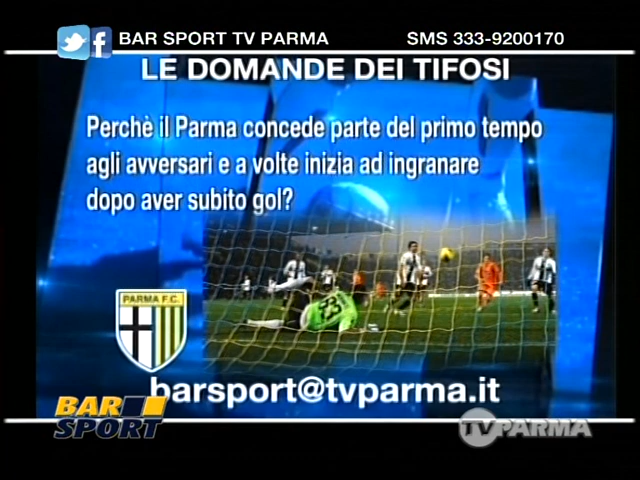 BAR SPORT TV PARMA
SMS 333-9200170
LE DOMANDE DEI TIFOSI
Perchè il Parma concede parte del primo tempo
agli avversari e a volte inizia ad ingranare
dopo aver subito gol?
PARMA F.C.
barsport@tvparma.it
BAR
SPORT
TV PARMA